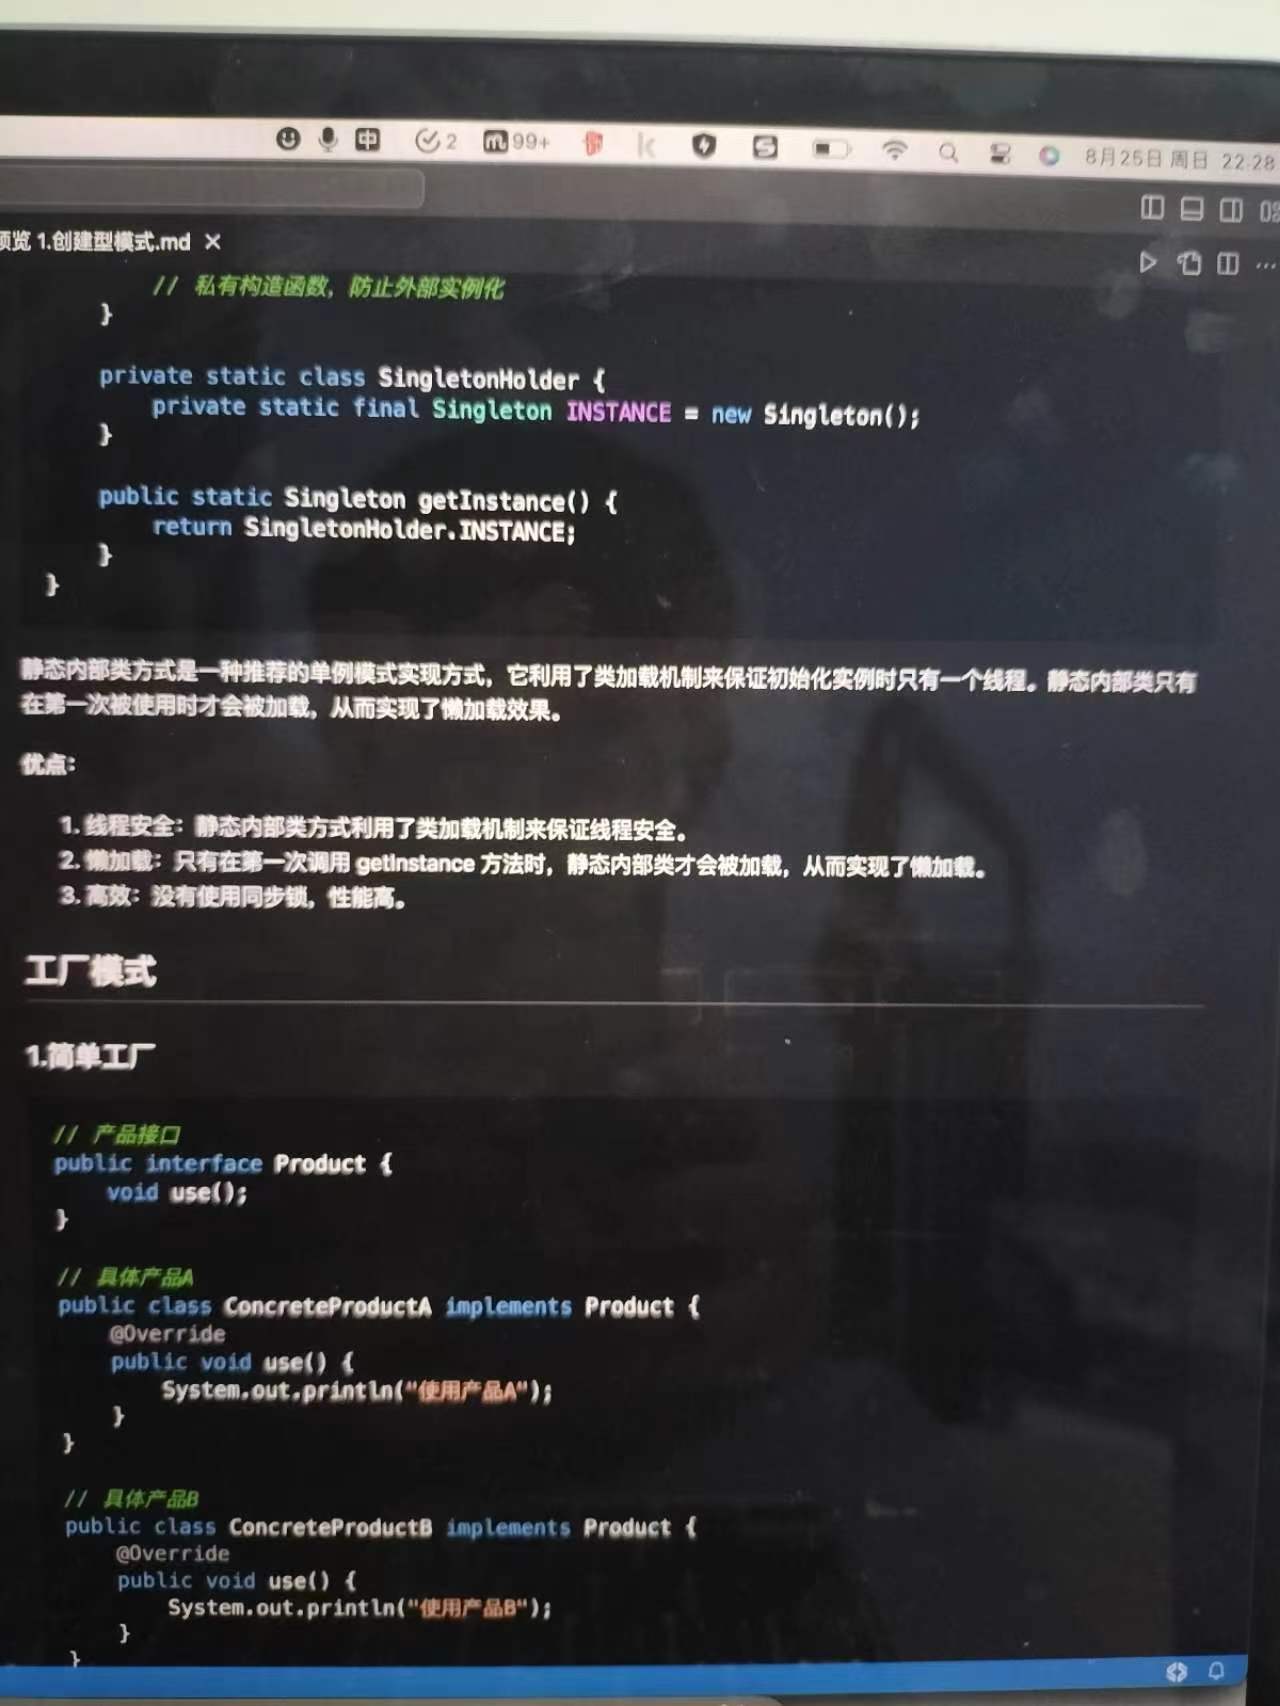 中 2 99+ 8月25日 周日 22:28
预览 1.创建型模式.md
// 私有构造函数，防止外部实例化
}
private static class SingletonHolder {
private static final Singleton INSTANCE = new Singleton();
}
public static Singleton getInstance() {
return SingletonHolder.INSTANCE;
}
}
静态内部类方式是一种推荐的单例模式实现方式，它利用了类加载机制来保证初始化实例时只有一个线程。静态内部类只有
在第一次被使用时才会被加载，从而实现了懒加载效果。
优点：
1. 线程安全：静态内部类方式利用了类加载机制来保证线程安全。
2. 懒加载：只有在第一次调用 getInstance 方法时，静态内部类才会被加载，从而实现了懒加载。
3. 高效：没有使用同步锁，性能高。
工厂模式
1.简单工厂
// 产品接口
public interface Product {
void use();
}
// 具体产品A
public class ConcreteProductA implements Product {
@Override
public void use() {
System.out.println("使用产品A");
}
}
// 具体产品B
public class ConcreteProductB implements Product {
@Override
public void use() {
System.out.println("使用产品B");
}
}